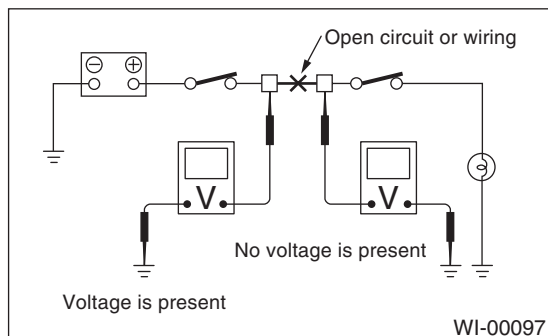 Open circuit or wiring
⊖ ⊕
V V
No voltage is present
Voltage is present
WI-00097